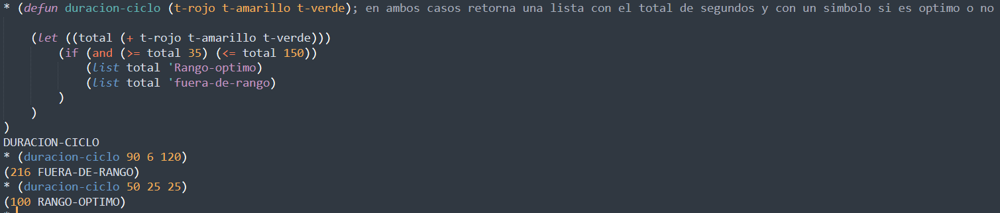 * (defun duracion-ciclo (t-rojo t-amarillo t-verde); en ambos casos retorna una lista con el total de segundos y con un simbolo si es optimo o no
(let ((total (+ t-rojo t-amarillo t-verde)))
(if (and (>= total 35) (<= total 150))
(list total 'Rango-optimo)
(list total 'fuera-de-rango)
)
)
)
DURACION-CICLO
* (duracion-ciclo 90 6 120)
(216 FUERA-DE-RANGO)
* (duracion-ciclo 50 25 25)
(100 RANGO-OPTIMO)
*